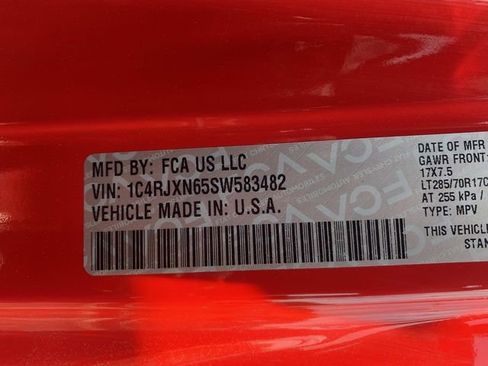 MFD BY: FCA US LLC
VIN: 1C4RJXN65SW583482
VEHICLE MADE IN: U.S.A.
DATE OF MFR
GAWR FRONT:
17X7.5
LT285/70R17C
AT 255 kPa /
TYPE: MPV
THIS VEHICLE
STAN